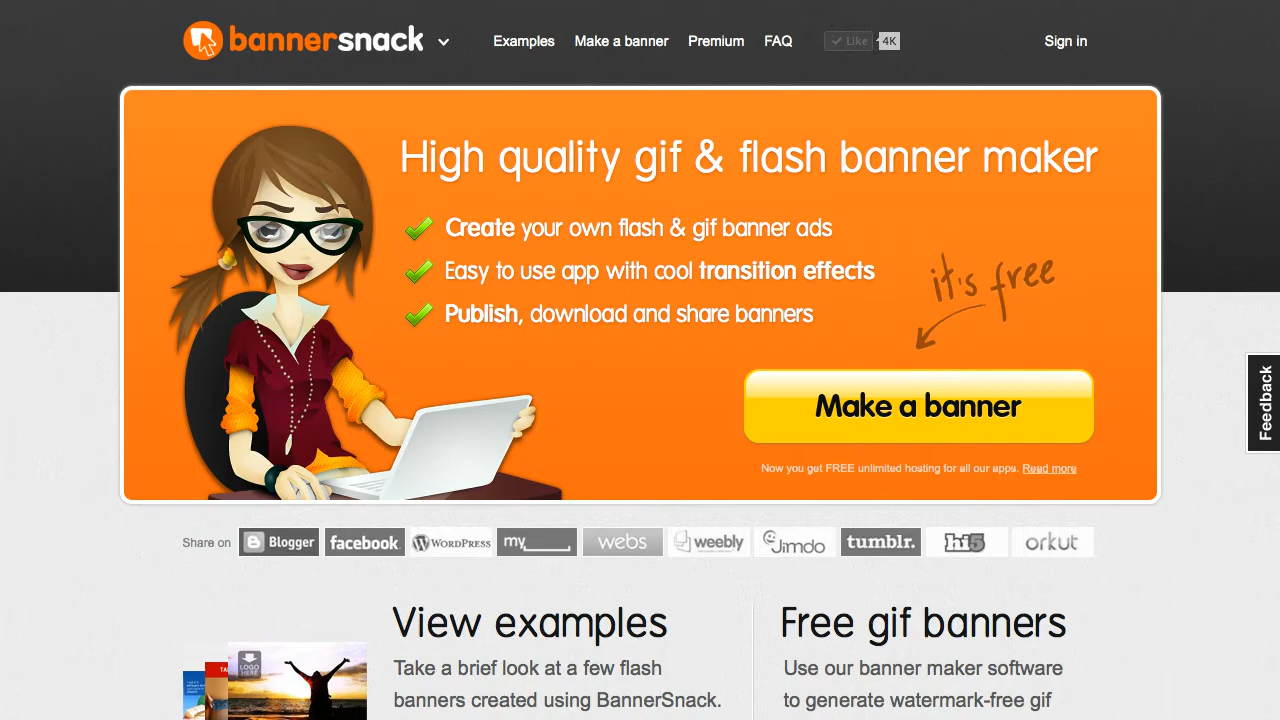 bannersnack
Examples
Make a banner
Premium
FAQ
Like
4K
Sign in
High quality gif & flash banner maker
Create your own flash & gif banner ads
Easy to use app with cool transition effects
Publish, download and share banners
it's free
Make a banner
Now you get FREE unlimited hosting for all our apps. Read more
Feedback
Share on
Blogger
facebook
WORDPRESS
my
webs
weebly
Jimdo
tumblr.
hi5
orkut
View examples
Take a brief look at a few flash
banners created using BannerSnack.
LOGO
HERE
Free gif banners
Use our banner maker software
to generate watermark-free gif